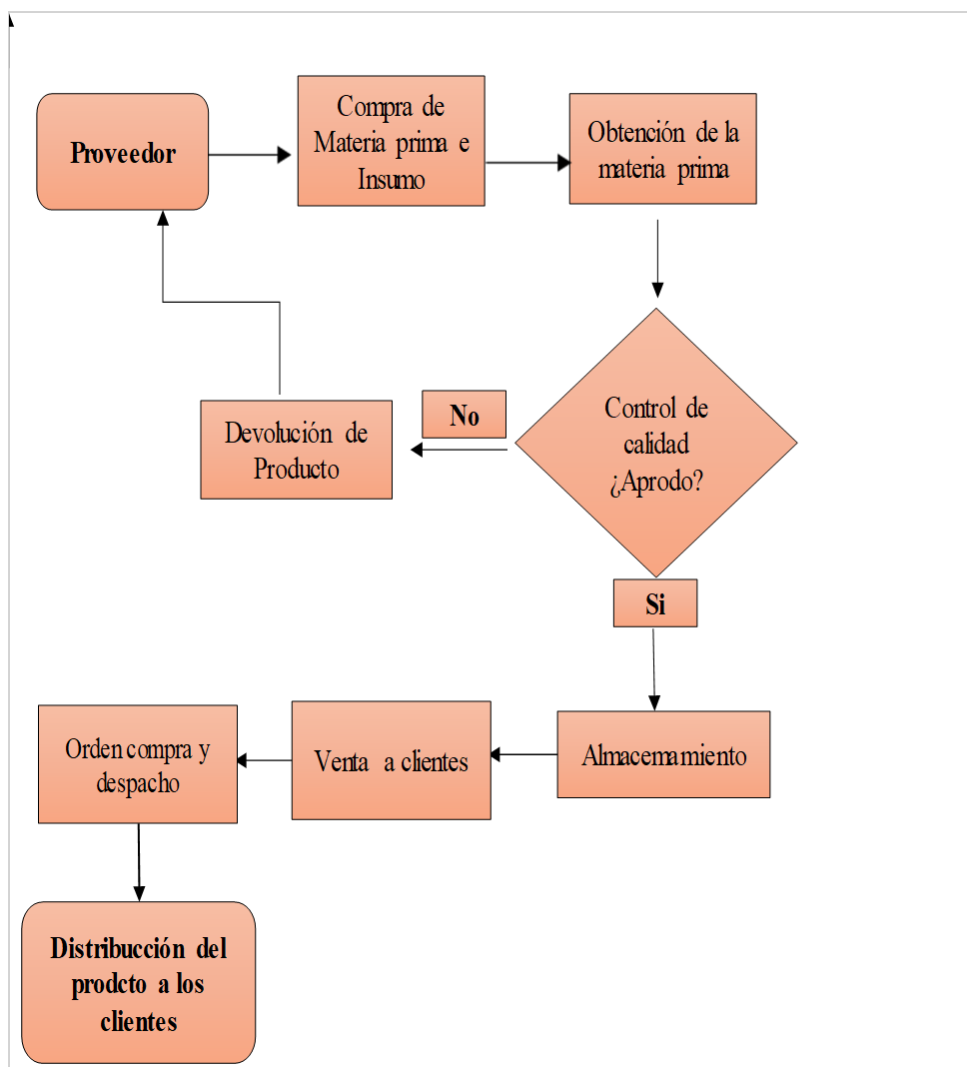 Proveedor
Compra de
Materia prima e
Insumo
Obtención de la
materia prima
Control de
calidad
¿Aprodo?
No
Devolución de
Producto
Si
Almacemamiento
Venta a clientes
Orden compra y
despacho
Distribucción del
prodcto a los
clientes